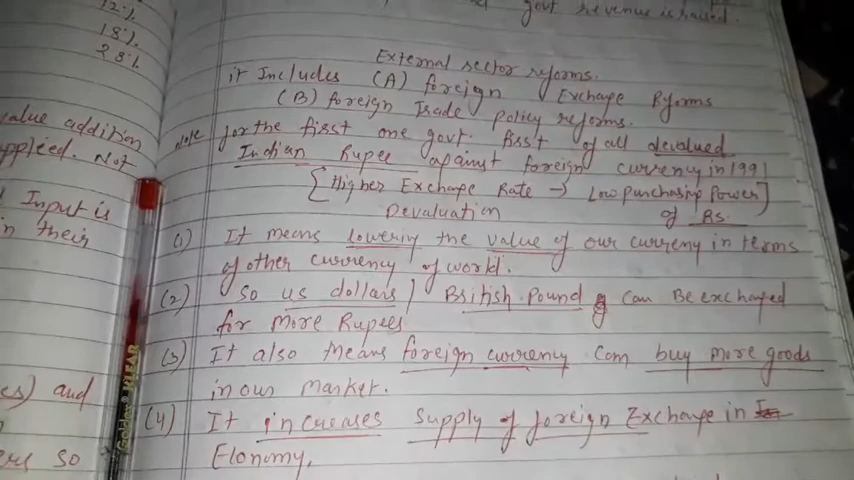 12%
18%
28%
value addition
applied. Not
Input is
in their
es) and
ers so
govt revenue is raised.
External sector reforms.
it Includes (A) foreign Exchange Rforms
(B) foreign Trade policy reforms.
Note for the first one govt. first of all devalued
Indian Rupee against foreign currency in 1991
[Higher Exchange Rate → Low purchasing Power]
of Rs.
Devaluation
(1) It means lowering the value of our currency in terms
of other currency of world.
(2) So us dollars / British Pound can Be exchanged
for more Rupees
(3) It also Means foreign currency Can buy more goods
in our market.
(4) It increases Supply of foreign Exchange in
Elonomy.
Goldex KLEAR